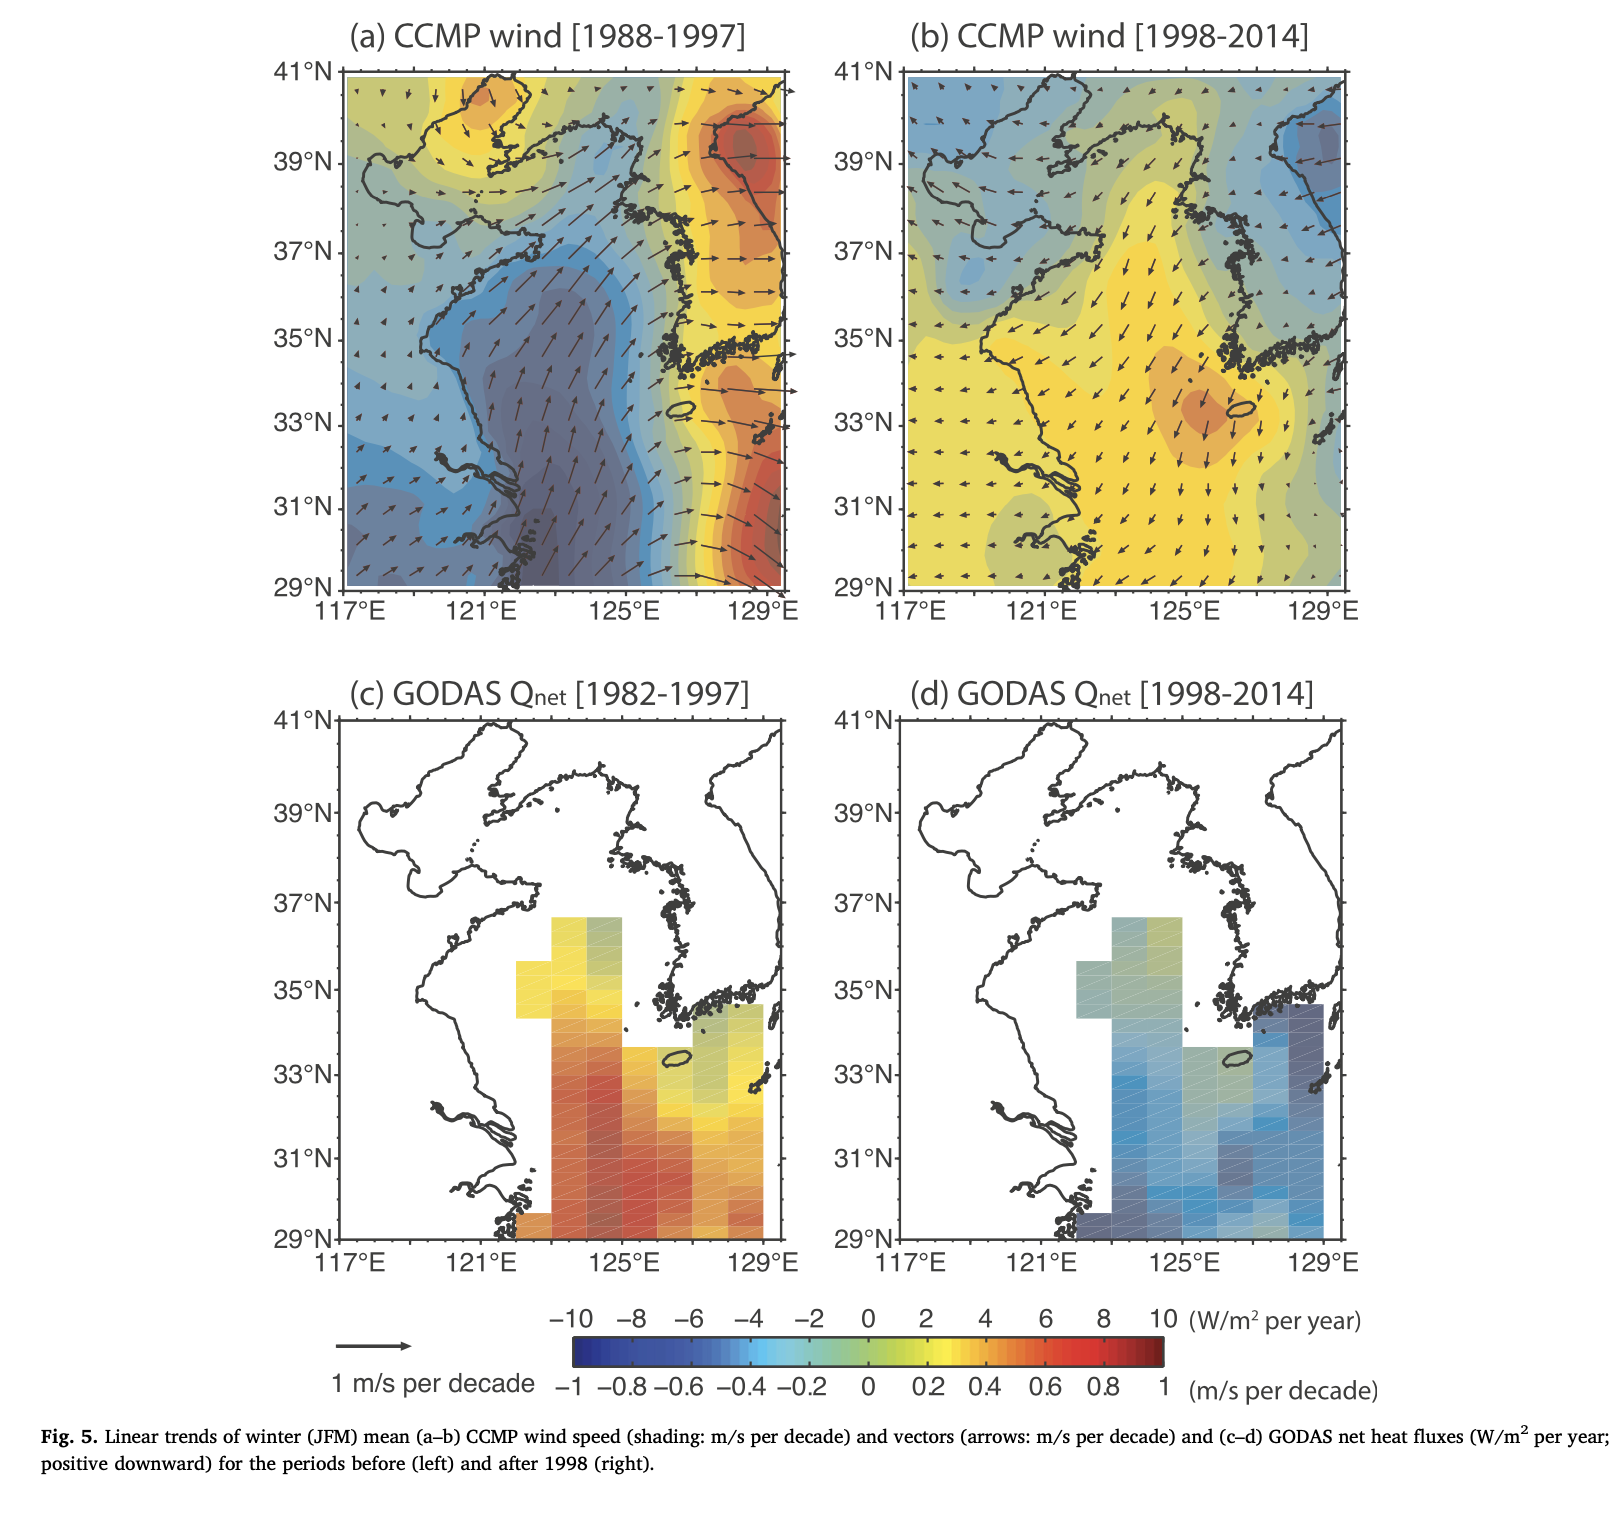 (a) CCMP wind [1988-1997]
(b) CCMP wind [1998-2014]
41°N
39°N
37°N
35°N
33°N
31°N
29°N
117°E 121°E 125°E 129°E
41°N
39°N
37°N
35°N
33°N
31°N
29°N
117°E 121°E 125°E 129°E
(c) GODAS Qnet [1982-1997]
(d) GODAS Qnet [1998-2014]
41°N
39°N
37°N
35°N
33°N
31°N
29°N
117°E 121°E 125°E 129°E
41°N
39°N
37°N
35°N
33°N
31°N
29°N
117°E 121°E 125°E 129°E
−10 −8 −6 −4 −2 0 2 4 6 8 10 (W/m² per year)
1 m/s per decade
−1 −0.8 −0.6 −0.4 −0.2 0 0.2 0.4 0.6 0.8 1 (m/s per decade)
Fig. 5. Linear trends of winter (JFM) mean (a–b) CCMP wind speed (shading: m/s per decade) and vectors (arrows: m/s per decade) and (c–d) GODAS net heat fluxes (W/m² per year;
positive downward) for the periods before (left) and after 1998 (right).